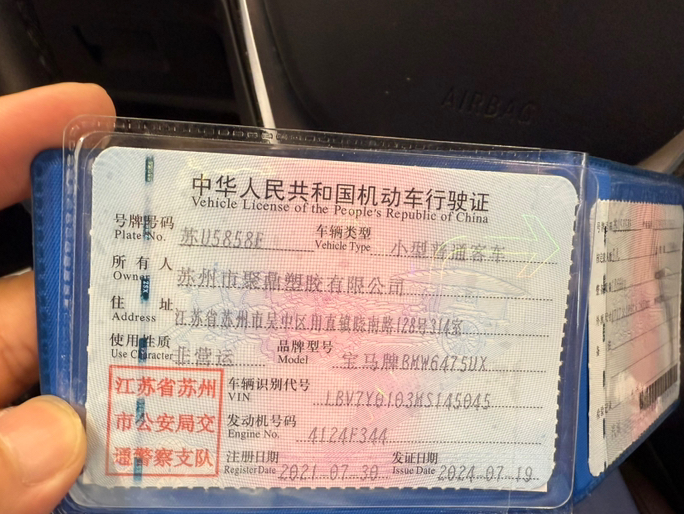 AIRBAG
中华人民共和国机动车行驶证
Vehicle License of the People's Republic of China
号牌号码 苏U5858E 车辆类型 小型普通客车
Plate No. Vehicle Type
所有人 苏州市聚鼎塑胶有限公司
Owner
住址 江苏省苏州市吴中区甪直镇晓南路128号314室
Address
使用性质 非营运 品牌型号 宝马牌BMW6475UX
Use Character Model
江苏省苏州
市公安局交
通警察支队
车辆识别代号 LBV7Y0103MS145045
VIN
发动机号码 4124F344
Engine No.
注册日期 2021-07-30 发证日期 2024-07-19
Register Date Issue Date